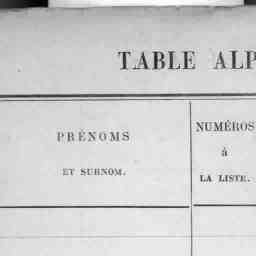 TABLE ALP
PRÉNOMS
ET SURNOM.
NUMÉROS
à
LA LISTE.